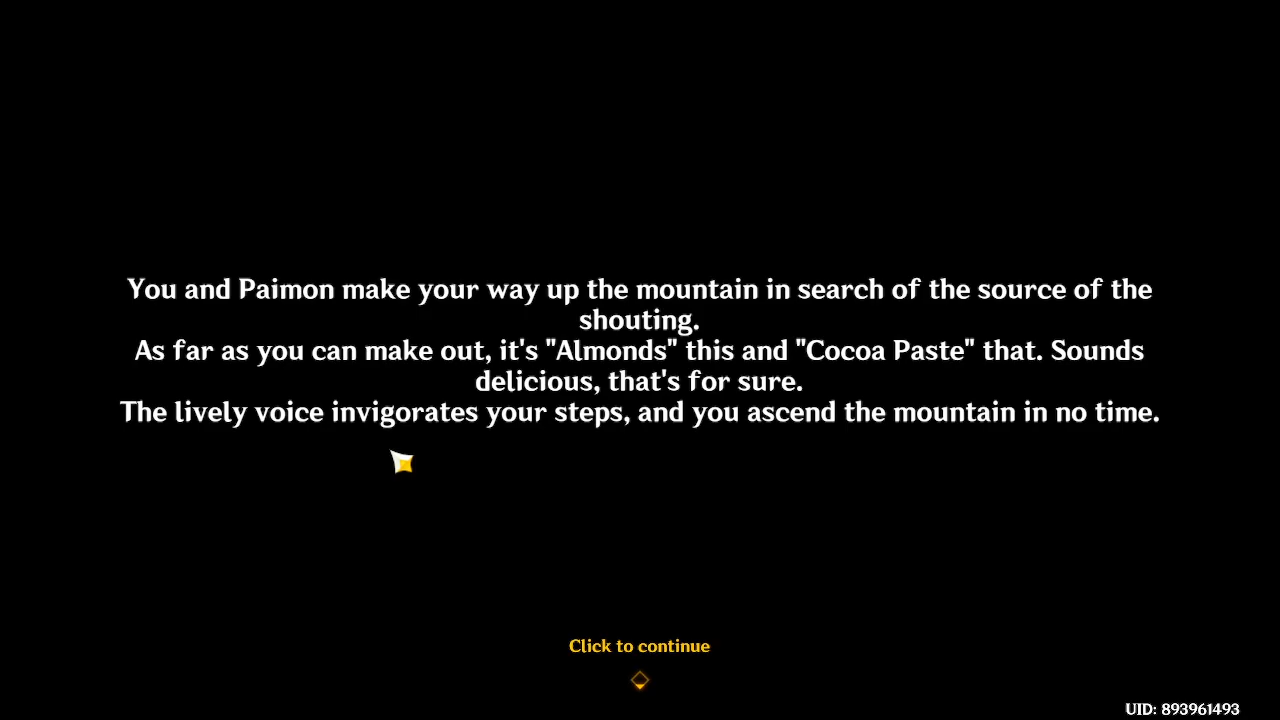 You and Paimon make your way up the mountain in search of the source of the
shouting.
As far as you can make out, it's "Almonds" this and "Cocoa Paste" that. Sounds
delicious, that's for sure.
The lively voice invigorates your steps, and you ascend the mountain in no time.
Click to continue
UID: 893961493